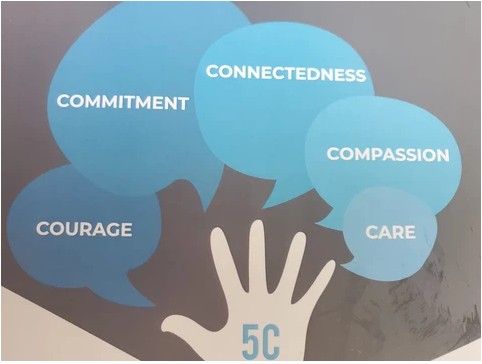 CONNECTEDNESS
COMMITMENT
COMPASSION
COURAGE
CARE
5C